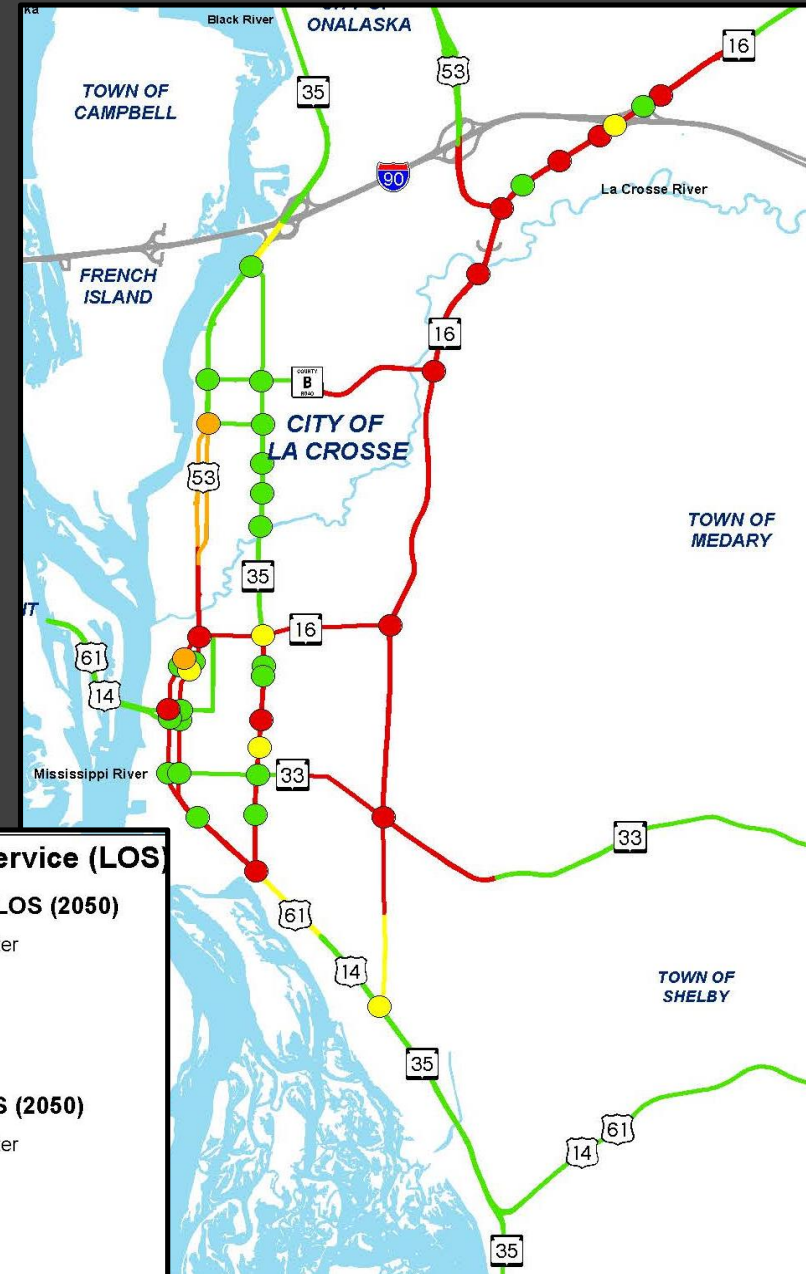 Black River
ONALASKA
TOWN OF
CAMPBELL
35
53
16
90
La Crosse River
FRENCH
ISLAND
16
COUNTY
B
ROAD
CITY OF
LA CROSSE
53
TOWN OF
MEDARY
35
16
61
14
Mississippi River
33
33
61
14
TOWN OF
SHELBY
35
61
14
35
ervice (LOS)
LOS (2050)
er
S (2050)
er